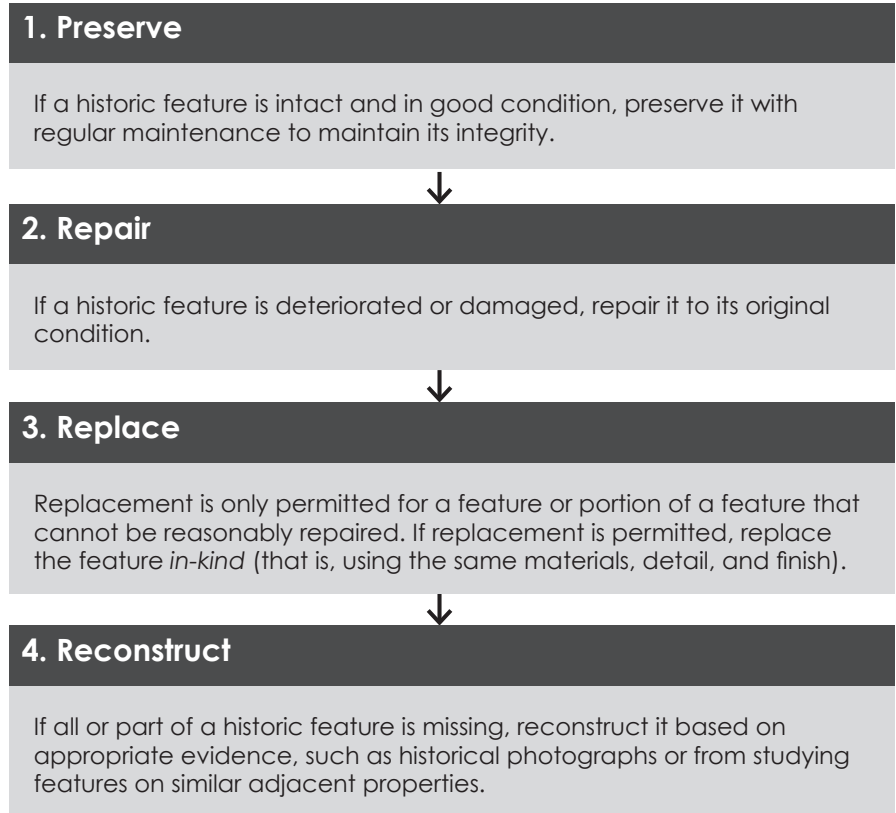 1. Preserve
If a historic feature is intact and in good condition, preserve it with
regular maintenance to maintain its integrity.
2. Repair
If a historic feature is deteriorated or damaged, repair it to its original
condition.
3. Replace
Replacement is only permitted for a feature or portion of a feature that
cannot be reasonably repaired. If replacement is permitted, replace
the feature in-kind (that is, using the same materials, detail, and finish).
4. Reconstruct
If all or part of a historic feature is missing, reconstruct it based on
appropriate evidence, such as historical photographs or from studying
features on similar adjacent properties.